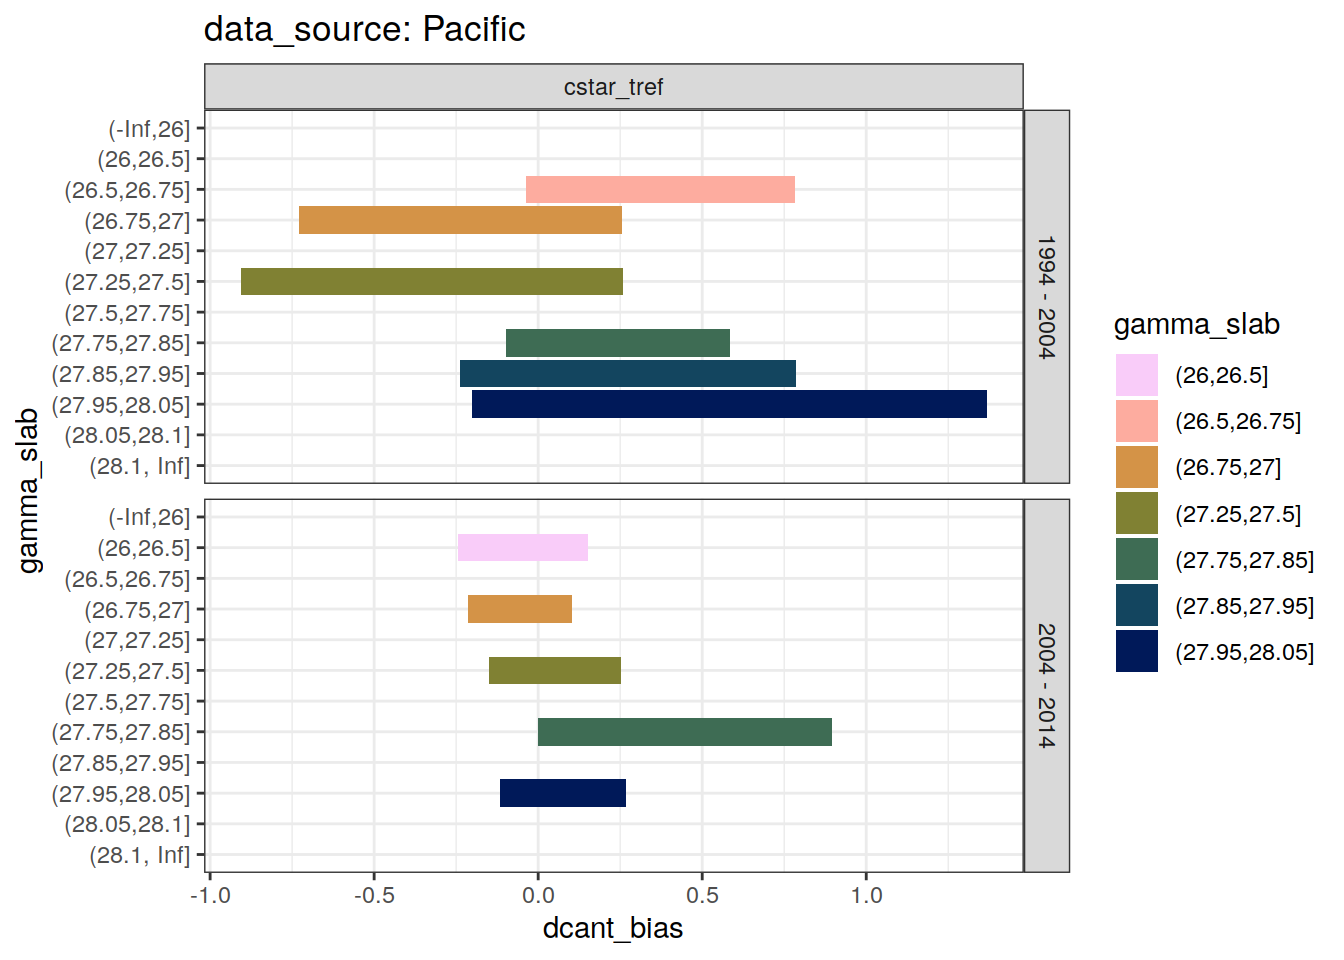 data_source: Pacific
cstar_tref
(-Inf,26]
(26,26.5]
(26.5,26.75]
(26.75,27]
(27,27.25]
(27.25,27.5]
(27.5,27.75]
(27.75,27.85]
(27.85,27.95]
(27.95,28.05]
(28.05,28.1]
(28.1, Inf]
1994 - 2004
(-Inf,26]
(26,26.5]
(26.5,26.75]
(26.75,27]
(27,27.25]
(27.25,27.5]
(27.5,27.75]
(27.75,27.85]
(27.85,27.95]
(27.95,28.05]
(28.05,28.1]
(28.1, Inf]
2004 - 2014
gamma_slab
-1.0 -0.5 0.0 0.5 1.0
dcant_bias
gamma_slab
(26,26.5]
(26.5,26.75]
(26.75,27]
(27.25,27.5]
(27.75,27.85]
(27.85,27.95]
(27.95,28.05]